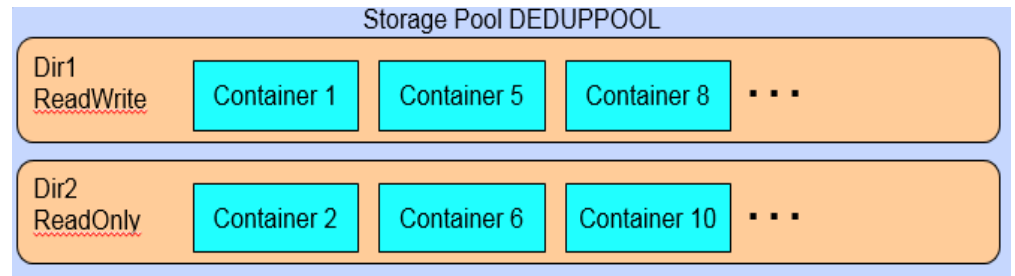 Storage Pool DEDUPPOOL
Dir1
ReadWrite
Container 1
Container 5
Container 8
...
Dir2
ReadOnly
Container 2
Container 6
Container 10
...